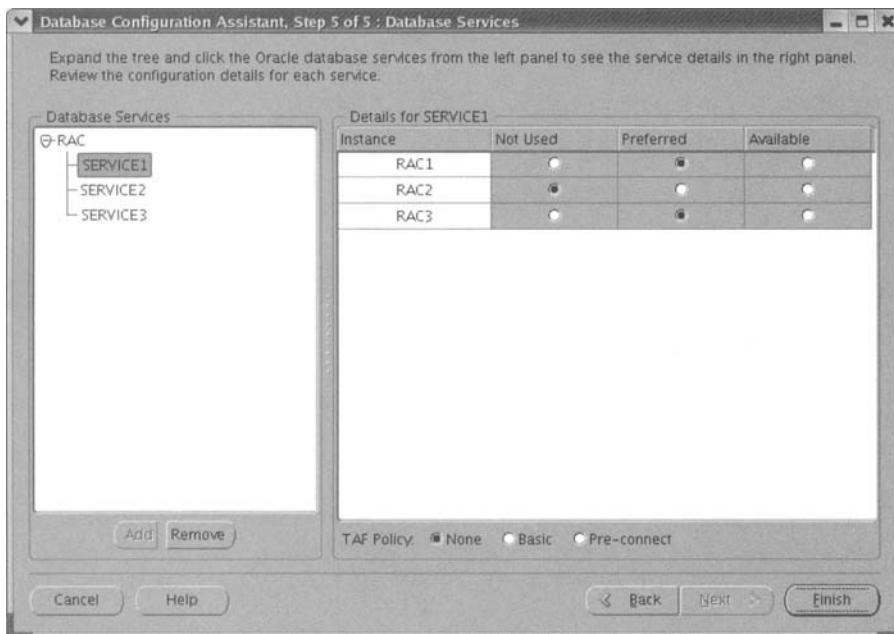 Database Configuration Assistant, Step 5 of 5 : Database Services
Expand the tree and click the Oracle database services from the left panel to see the service details in the right panel.
Review the configuration details for each service.
Database Services
RAC
SERVICE1
SERVICE2
SERVICE3
Add Remove
Details for SERVICE1
Instance Not Used Preferred Available
RAC1
RAC2
RAC3
TAF Policy: None Basic Pre-connect
Cancel Help Back Next Finish